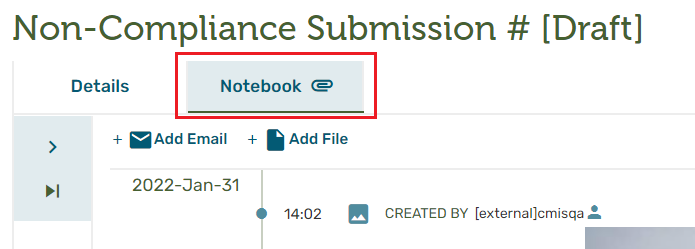 Non-Compliance Submission # [Draft]
Details Notebook
+ Add Email + Add File
2022-Jan-31
14:02 CREATED BY [external]cmisqa